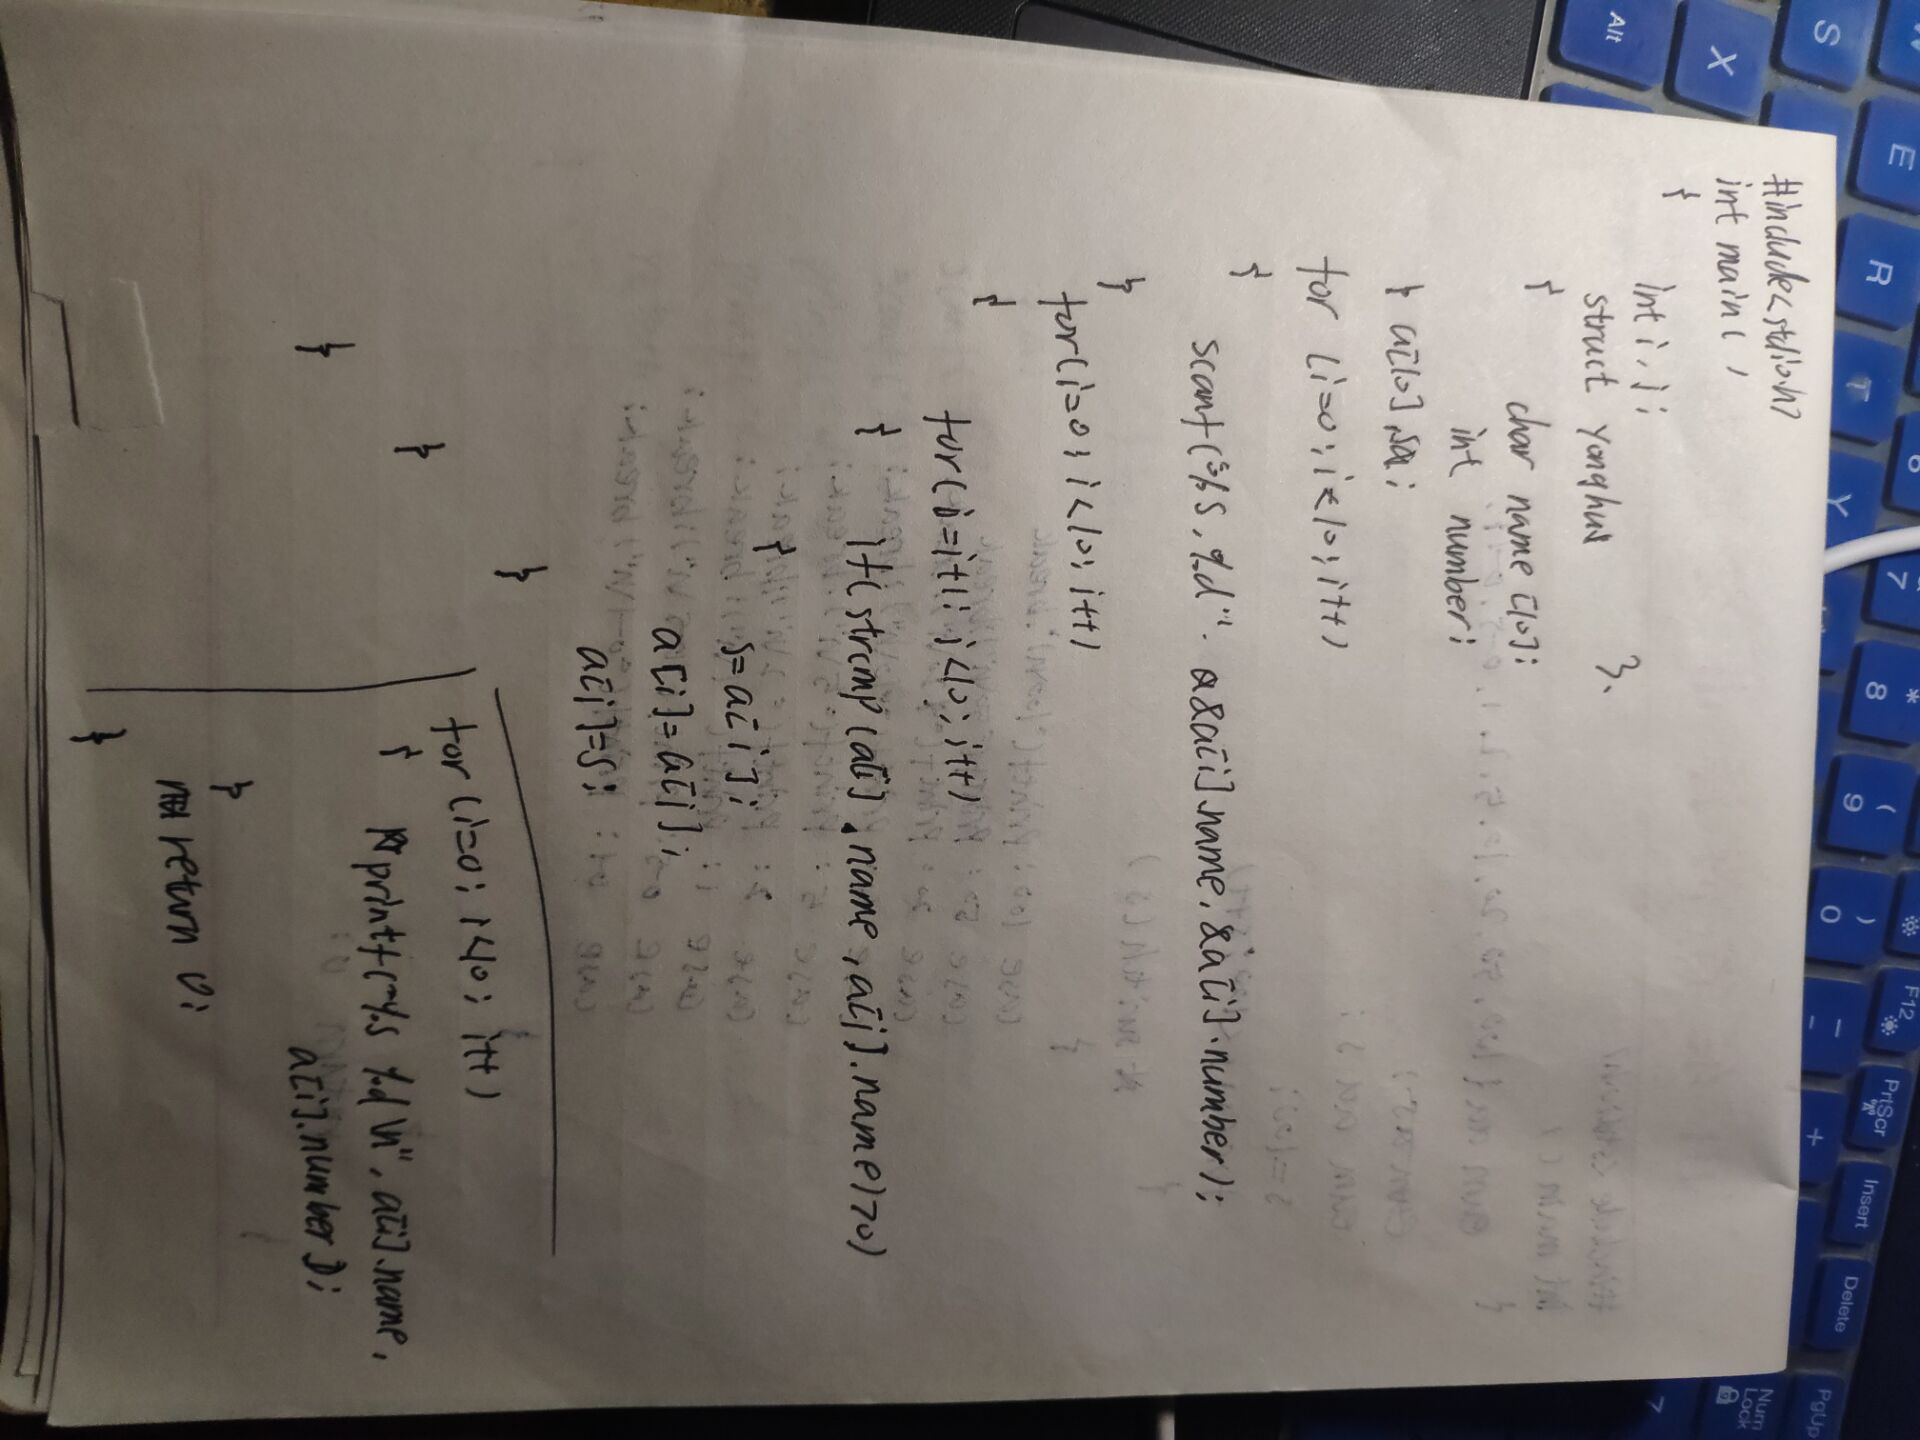 #include<stdio.h>
int main()
{
int i,j;
struct yonghu
{
char name[10];
int number;
} a[10],s;
for (i=0;i<10;i++)
{
scanf("%s,%d", &a[i].name,&a[i].number);
}
for(i=0;i<10;i++)
{
for(j=i+1;j<10;j++)
{
if(strcmp(a[i].name,a[j].name)>0)
{
s=a[i];
a[i]=a[j];
a[j]=s;
}
}
}
for(i=0;i<10;i++)
{
printf("%s %d\n",a[i].name,
a[i].number);
}
return 0;
}
Alt
X
S
E
R
T
Y
7
8
*
9
(
0
)
F12
-
+
PrtScr
Insert
Delete
Num
Lock
PgUp
7